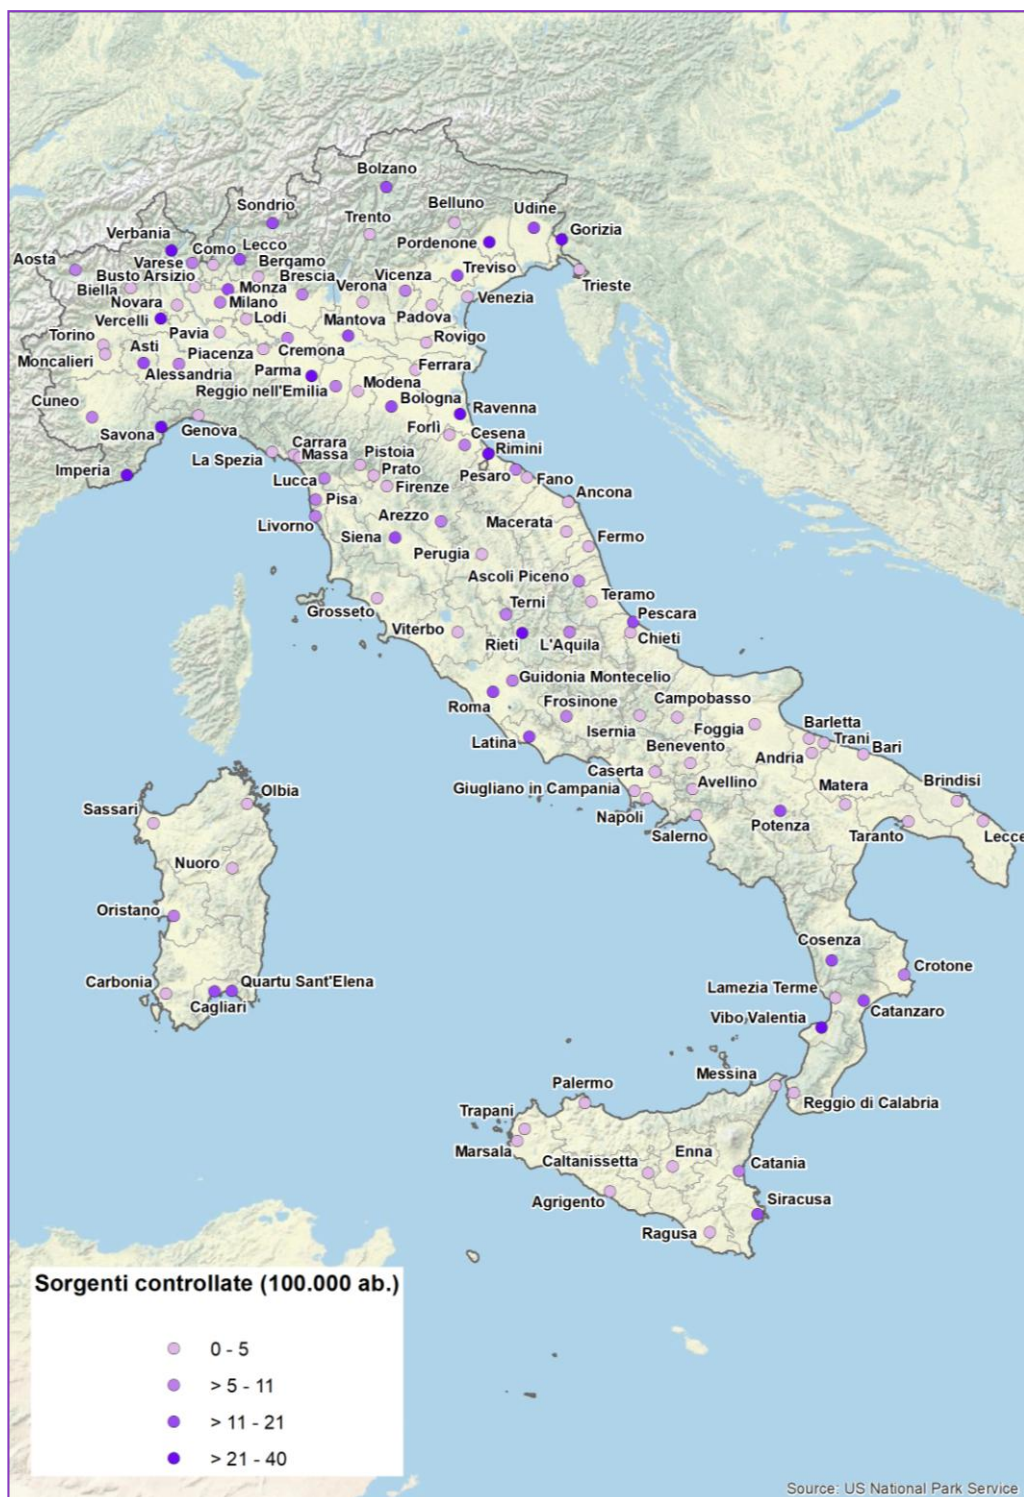 Bolzano
Sondrio
Trento
Belluno
Udine
Verbania
Pordenone
Gorizia
Aosta
Como
Lecco
Varese
Bergamo
Treviso
Busto Arsizio
Brescia
Vicenza
Verona
Trieste
Biella
Monza
Venezia
Novara
Milano
Padova
Vercelli
Lodi
Mantova
Torino
Pavia
Rovigo
Asti
Piacenza
Cremona
Moncalieri
Ferrara
Alessandria
Parma
Reggio nell'Emilia
Modena
Cuneo
Bologna
Ravenna
Savona
Genova
Forlì
Cesena
Carrara
Rimini
La Spezia
Massa
Pistoia
Imperia
Prato
Pesaro
Fano
Lucca
Firenze
Pisa
Ancona
Arezzo
Macerata
Livorno
Siena
Fermo
Perugia
Ascoli Piceno
Teramo
Grosseto
Terni
Pescara
Viterbo
Rieti
L'Aquila
Chieti
Guidonia Montecelio
Roma
Frosinone
Campobasso
Latina
Isernia
Foggia
Barletta
Trani
Benevento
Andria
Bari
Caserta
Giugliano in Campania
Avellino
Matera
Brindisi
Napoli
Salerno
Potenza
Taranto
Lecce
Sassari
Olbia
Nuoro
Oristano
Cosenza
Carbonia
Quartu Sant'Elena
Crotone
Cagliari
Lamezia Terme
Catanzaro
Vibo Valentia
Messina
Palermo
Reggio di Calabria
Trapani
Marsala
Caltanissetta
Enna
Catania
Agrigento
Siracusa
Ragusa
Sorgenti controllate (100.000 ab.)
0 - 5
> 5 - 11
> 11 - 21
> 21 - 40
Source: US National Park Service